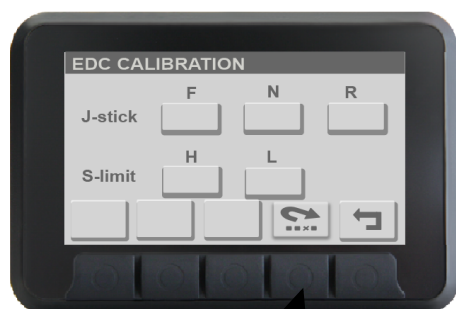 EDC CALIBRATION
F N R
J-stick
H L
S-limit